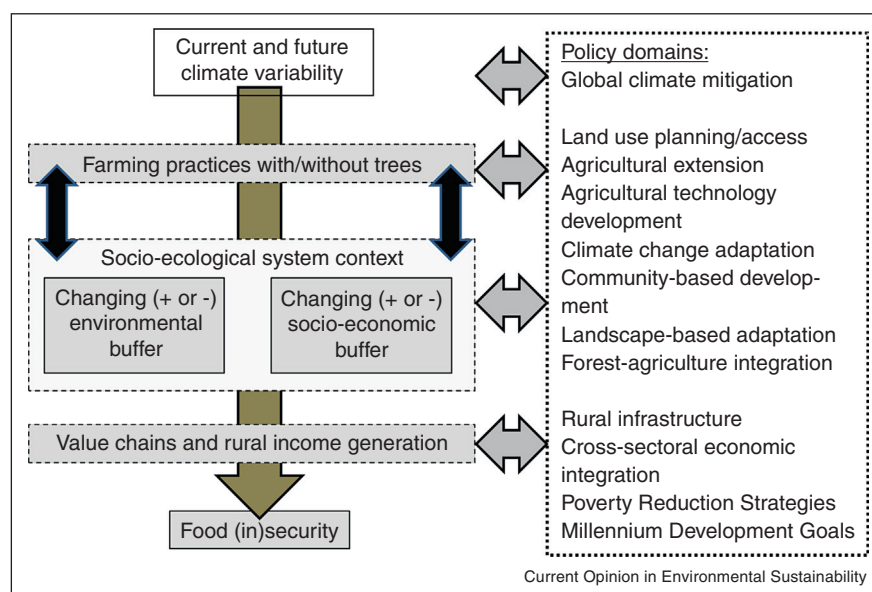 Current and future
climate variability
Farming practices with/without trees
Socio-ecological system context
Changing (+ or -)
environmental
buffer
Changing (+ or -)
socio-economic
buffer
Value chains and rural income generation
Food (in)security
Policy domains:
Global climate mitigation
Land use planning/access
Agricultural extension
Agricultural technology
development
Climate change adaptation
Community-based develop-
ment
Landscape-based adaptation
Forest-agriculture integration
Rural infrastructure
Cross-sectoral economic
integration
Poverty Reduction Strategies
Millennium Development Goals
Current Opinion in Environmental Sustainability